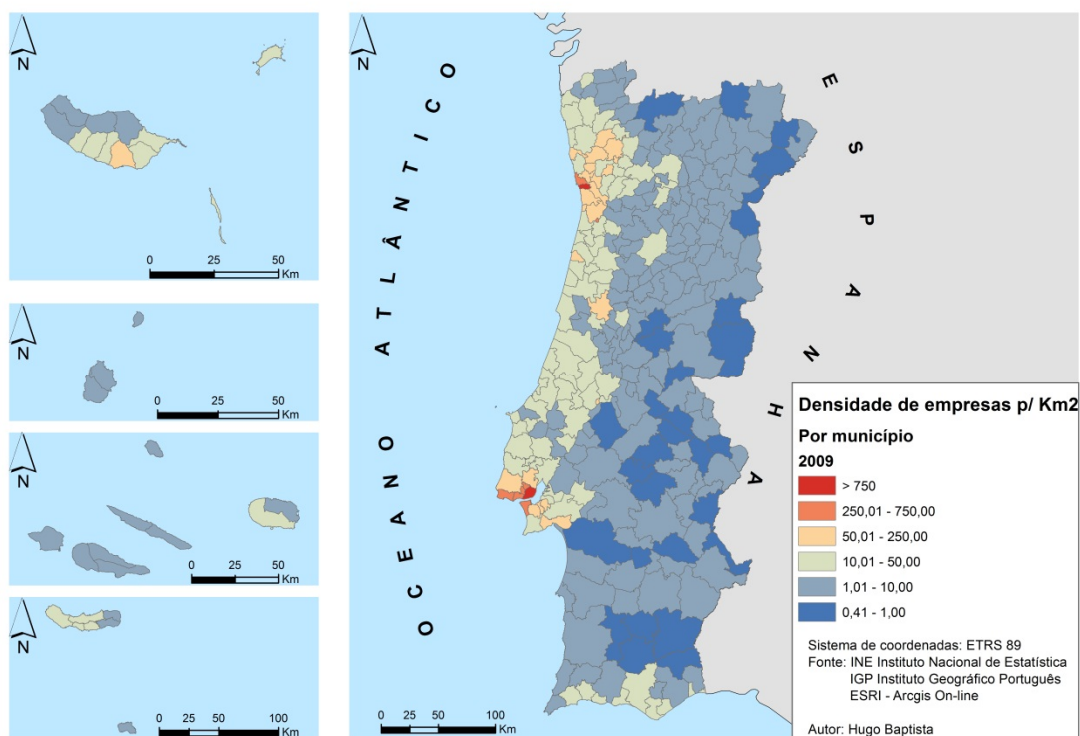 N
0 25 50
Km
N
0 25 50
Km
N
0 25 50
Km
N
0 50 100
Km
N
OCEANO ATLÂNTICO
ESPANHA
0 50 100
Km
Densidade de empresas p/ Km2
Por município
2009
> 750
250,01 - 750,00
50,01 - 250,00
10,01 - 50,00
1,01 - 10,00
0,41 - 1,00
Sistema de coordenadas: ETRS 89
Fonte: INE Instituto Nacional de Estatística
IGP Instituto Geográfico Português
ESRI - Arcgis On-line
Autor: Hugo Baptista